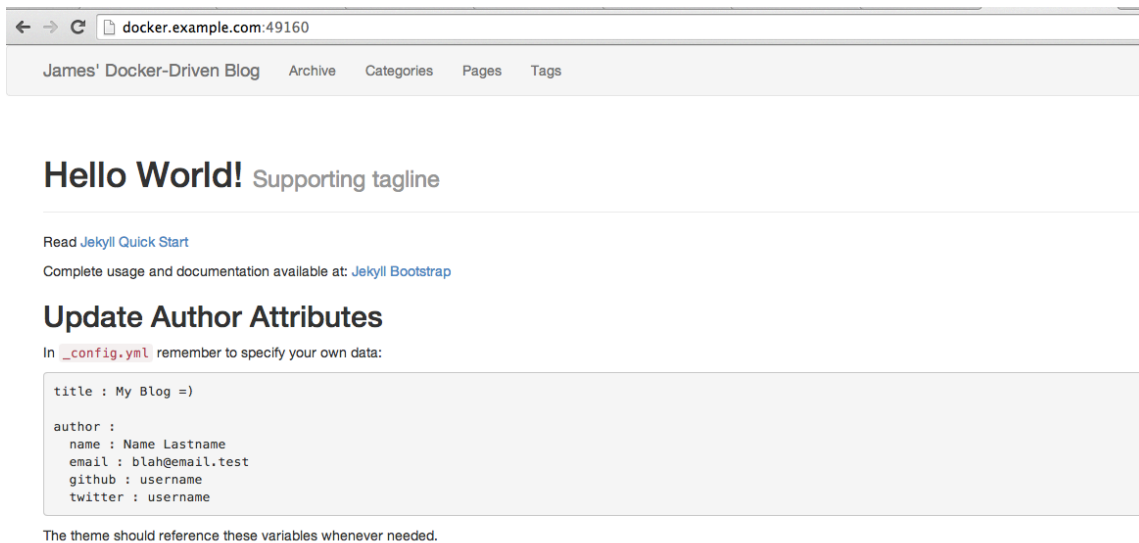 docker.example.com:49160
James' Docker-Driven Blog Archive Categories Pages Tags
Hello World! Supporting tagline
Read Jekyll Quick Start
Complete usage and documentation available at: Jekyll Bootstrap
Update Author Attributes
In _config.yml remember to specify your own data:
title : My Blog =)
author :
name : Name Lastname
email : blah@email.test
github : username
twitter : username
The theme should reference these variables whenever needed.